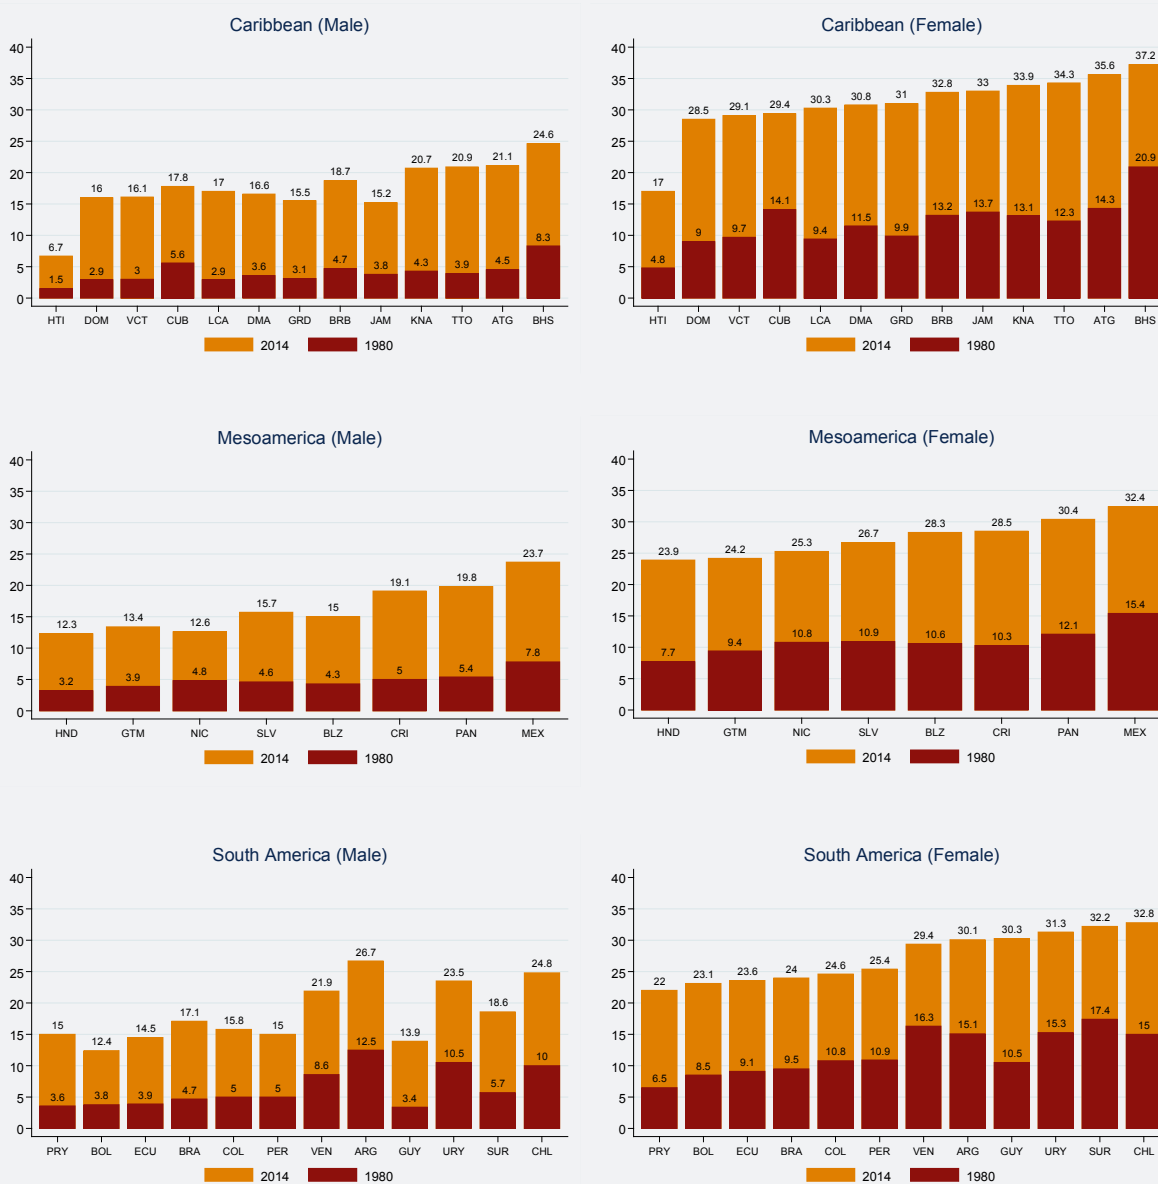 Caribbean (Male)
40
35
30
25
20
15
10
5
0
6.7 16 16.1 17.8 17 16.6 15.5 18.7 15.2 20.7 20.9 21.1 24.6
1.5 2.9 3 5.6 2.9 3.6 3.1 4.7 3.8 4.3 3.9 4.5 8.3
HTI DOM VCT CUB LCA DMA GRD BRB JAM KNA TTO ATG BHS
2014 1980
Caribbean (Female)
40
35
30
25
20
15
10
5
0
17 28.5 29.1 29.4 30.3 30.8 31 32.8 33 33.9 34.3 35.6 37.2
4.8 9 9.7 14.1 9.4 11.5 9.9 13.2 13.7 13.1 12.3 14.3 20.9
HTI DOM VCT CUB LCA DMA GRD BRB JAM KNA TTO ATG BHS
2014 1980
Mesoamerica (Male)
40
35
30
25
20
15
10
5
0
12.3 13.4 12.6 15.7 15 19.1 19.8 23.7
3.2 3.9 4.8 4.6 4.3 5 5.4 7.8
HND GTM NIC SLV BLZ CRI PAN MEX
2014 1980
Mesoamerica (Female)
40
35
30
25
20
15
10
5
0
23.9 24.2 25.3 26.7 28.3 28.5 30.4 32.4
7.7 9.4 10.8 10.9 10.6 10.3 12.1 15.4
HND GTM NIC SLV BLZ CRI PAN MEX
2014 1980
South America (Male)
40
35
30
25
20
15
10
5
0
15 12.4 14.5 17.1 15.8 15 21.9 26.7 13.9 23.5 18.6 24.8
3.6 3.8 3.9 4.7 5 5 8.6 12.5 3.4 10.5 5.7 10
PRY BOL ECU BRA COL PER VEN ARG GUY URY SUR CHL
2014 1980
South America (Female)
40
35
30
25
20
15
10
5
0
22 23.1 23.6 24 24.6 25.4 29.4 30.1 30.3 31.3 32.2 32.8
6.5 8.5 9.1 9.5 10.8 10.9 16.3 15.1 10.5 15.3 17.4 15
PRY BOL ECU BRA COL PER VEN ARG GUY URY SUR CHL
2014 1980